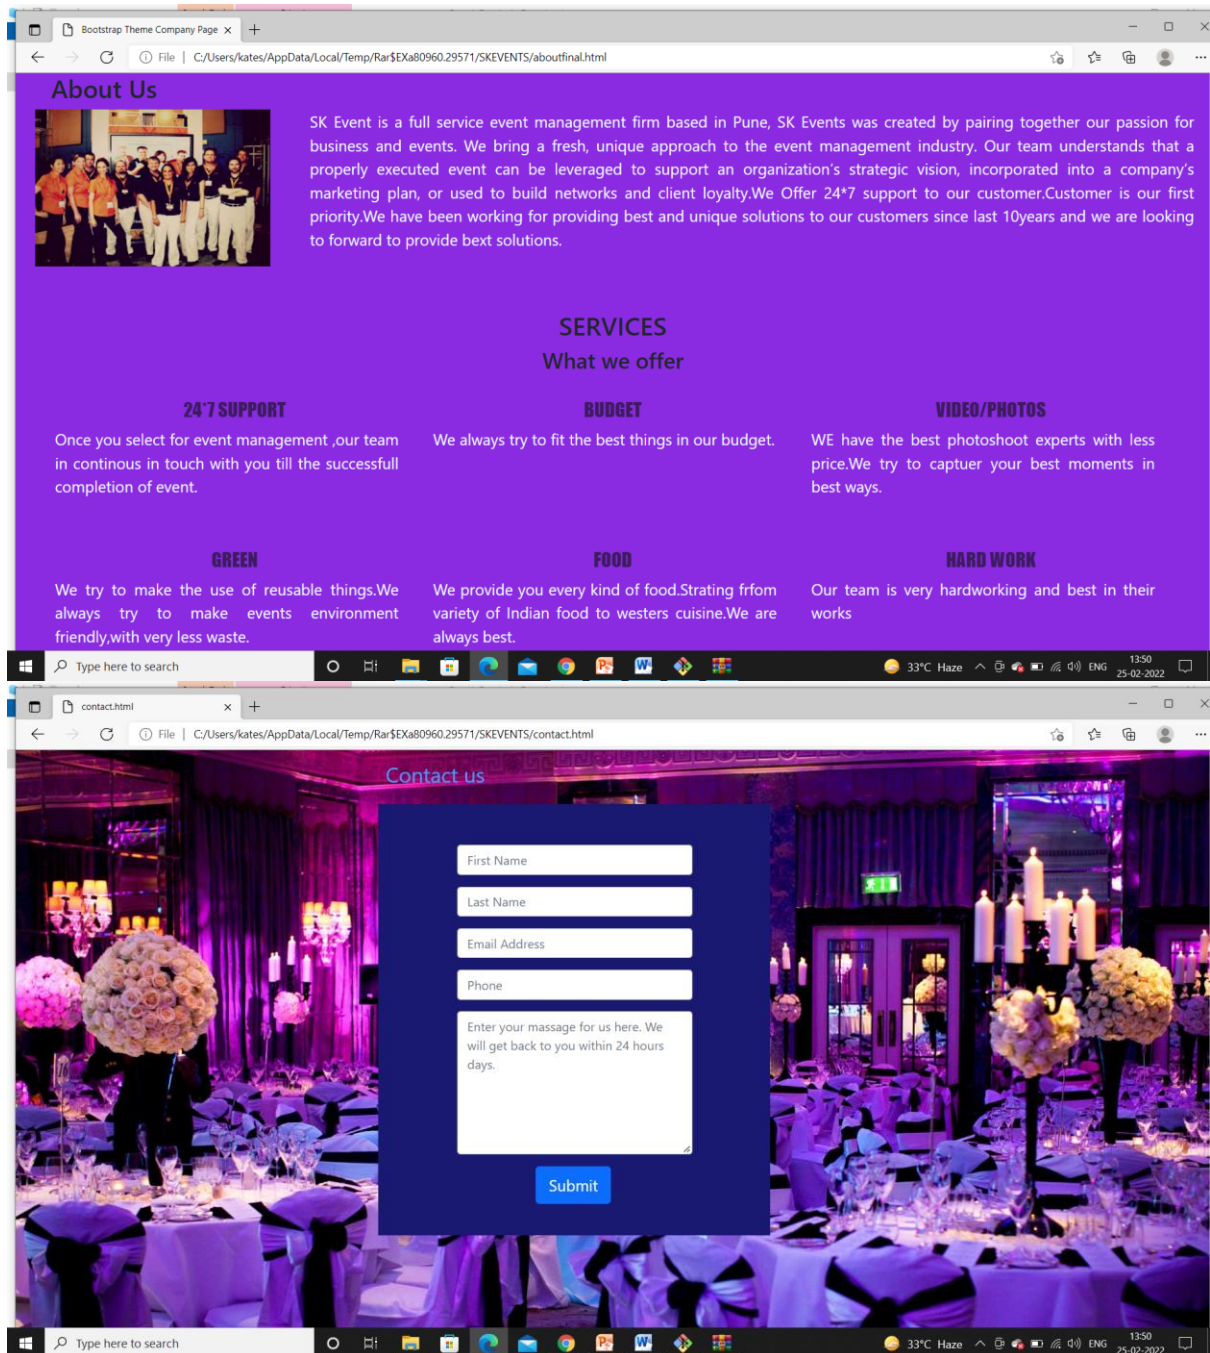 Bootstrap Theme Company Page
File | C:/Users/kates/AppData/Local/Temp/Rar$EXa80960.29571/SKEVENTS/aboutfinal.html
About Us
SK Event is a full service event management firm based in Pune, SK Events was created by pairing together our passion for
business and events. We bring a fresh, unique approach to the event management industry. Our team understands that a
properly executed event can be leveraged to support an organization's strategic vision, incorporated into a company's
marketing plan, or used to build networks and client loyalty.We Offer 24*7 support to our customer.Customer is our first
priority.We have been working for providing best and unique solutions to our customers since last 10years and we are looking
to forward to provide bext solutions.
SERVICES
What we offer
24*7 SUPPORT
Once you select for event management ,our team
in continous in touch with you till the successfull
completion of event.
BUDGET
We always try to fit the best things in our budget.
VIDEO/PHOTOS
WE have the best photoshoot experts with less
price.We try to captuer your best moments in
best ways.
GREEN
We try to make the use of reusable things.We
always try to make events environment
friendly,with very less waste.
FOOD
We provide you every kind of food.Strating frfom
variety of Indian food to westers cuisine.We are
always best.
HARD WORK
Our team is very hardworking and best in their
works
Type here to search
33°C Haze
ENG
13:50
25-02-2022
contact.html
File | C:/Users/kates/AppData/Local/Temp/Rar$EXa80960.29571/SKEVENTS/contact.html
Contact us
First Name
Last Name
Email Address
Phone
Enter your massage for us here. We
will get back to you within 24 hours
days.
Submit
16
Type here to search
33°C Haze
ENG
13:50
25-02-2022